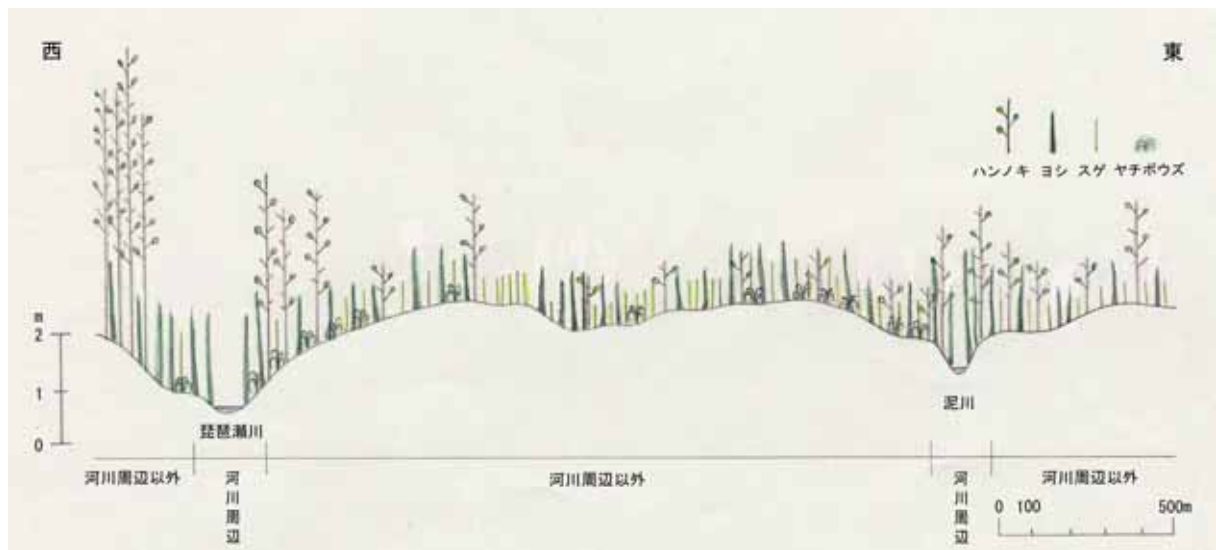 西
東
ハンノキ ヨシ スゲ ヤチボウズ
m
2
1
0
琵琶瀬川
泥川
河川周辺以外
河川周辺
河川周辺以外
河川周辺
河川周辺以外
0 100 500m